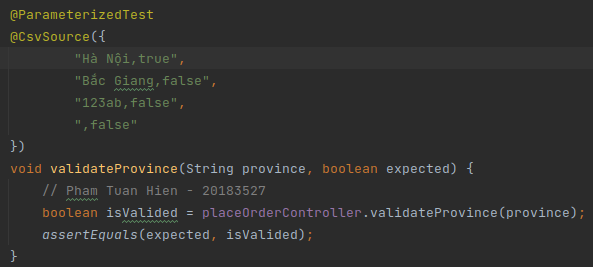 @ParameterizedTest
@CsvSource({
"Hà Nội,true",
"Bắc Giang,false",
"123ab,false",
",false"
})
void validateProvince(String province, boolean expected) {
// Pham Tuan Hien - 20183527
boolean isValided = placeOrderController.validateProvince(province);
assertEquals(expected, isValided);
}